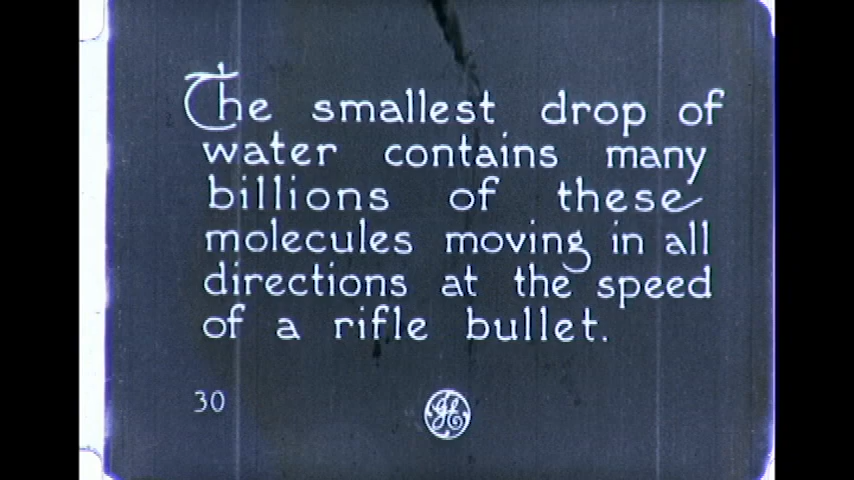 The smallest drop of
water contains many
billions of these
molecules moving in all
directions at the speed
of a rifle bullet.
30
GE